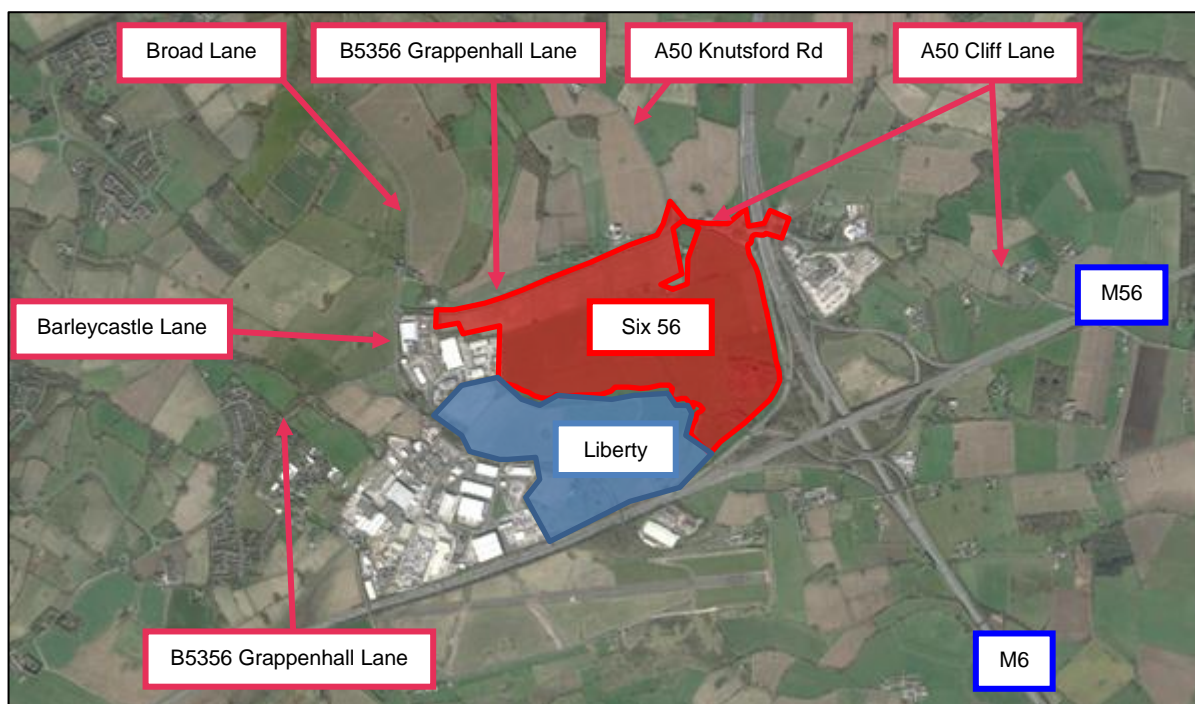 Broad Lane
B5356 Grappenhall Lane
A50 Knutsford Rd
A50 Cliff Lane
M56
Barleycastle Lane
Six 56
Liberty
B5356 Grappenhall Lane
M6